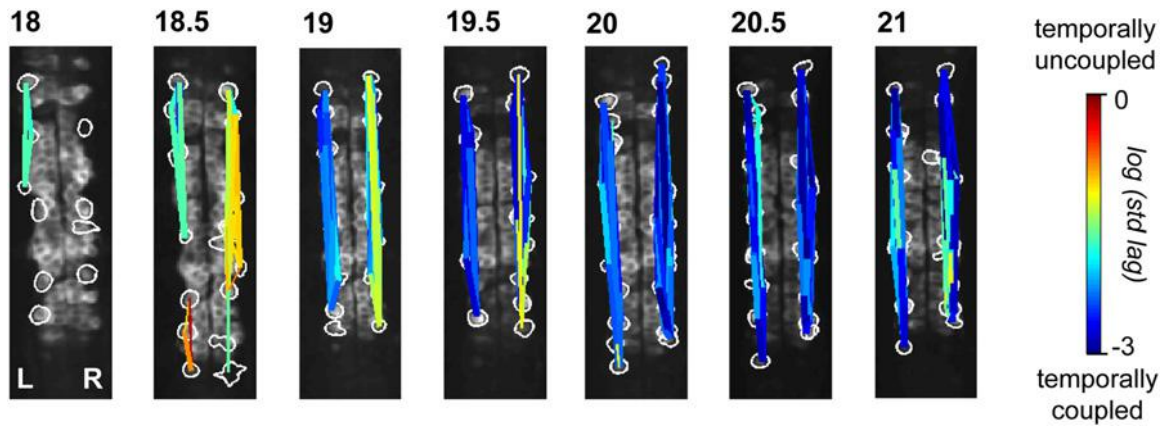 18
18.5
19
19.5
20
20.5
21
L R
temporally
uncoupled
0
log (std lag)
-3
temporally
coupled